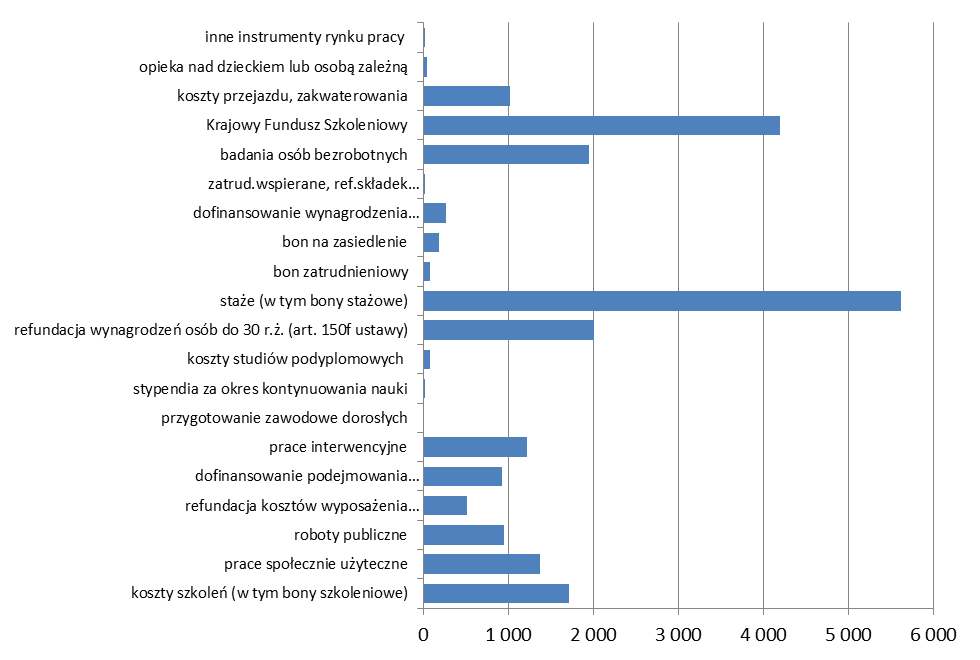 inne instrumenty rynku pracy
opieka nad dzieckiem lub osobą zależną
koszty przejazdu, zakwaterowania
Krajowy Fundusz Szkoleniowy
badania osób bezrobotnych
zatrud.wspierane, ref.składek...
dofinansowanie wynagrodzenia...
bon na zasiedlenie
bon zatrudnieniowy
staże (w tym bony stażowe)
refundacja wynagrodzeń osób do 30 r.ż. (art. 150f ustawy)
koszty studiów podyplomowych
stypendia za okres kontynuowania nauki
przygotowanie zawodowe dorosłych
prace interwencyjne
dofinansowanie podejmowania...
refundacja kosztów wyposażenia...
roboty publiczne
prace społecznie użyteczne
koszty szkoleń (w tym bony szkoleniowe)
0 1 000 2 000 3 000 4 000 5 000 6 000